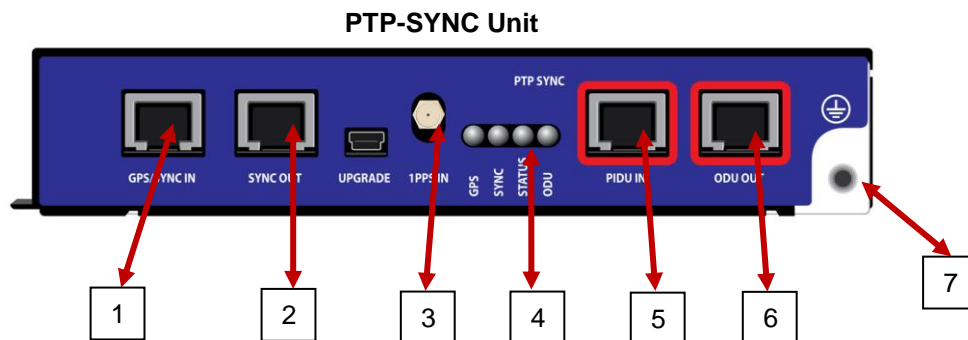 PTP-SYNC Unit
PTP SYNC
GPS/SYNC IN
SYNC OUT
UPGRADE
1PPS IN
GPS
SYNC
STATUS
ODU
PIDU IN
ODU OUT
1
2
3
4
5
6
7